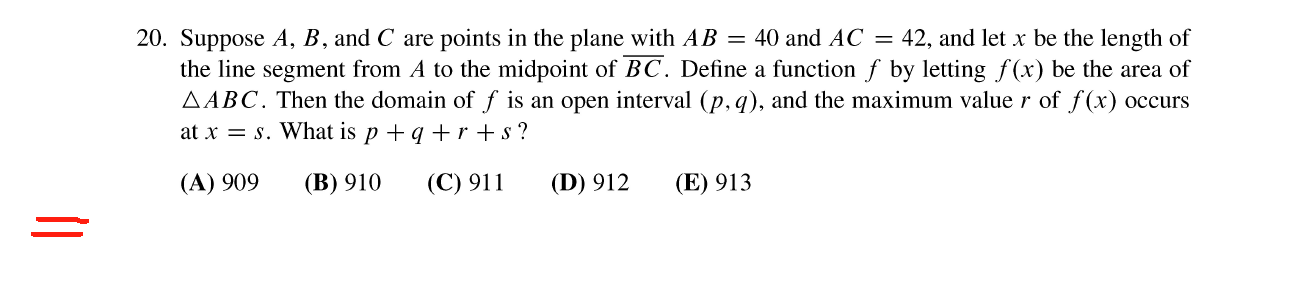 20. Suppose A, B, and C are points in the plane with AB = 40 and AC = 42, and let x be the length of
the line segment from A to the midpoint of \overline{BC}. Define a function f by letting f(x) be the area of
△ABC. Then the domain of f is an open interval (p, q), and the maximum value r of f(x) occurs
at x = s. What is p + q + r + s?
(A) 909 (B) 910 (C) 911 (D) 912 (E) 913